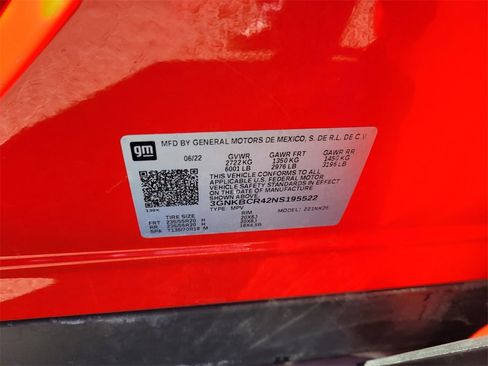 gm
MFD BY GENERAL MOTORS DE MEXICO, S. DE R.L. DE C.V.
06/22 GVWR GAWR FRT GAWR RR
2722 KG 1350 KG 1450 KG
6001 LB 2976 LB 3196 LB
THIS VEHICLE CONFORMS TO ALL
APPLICABLE U.S. FEDERAL MOTOR
VEHICLE SAFETY STANDARDS IN EFFECT
ON THE DATE OF MANUFACTURE
SHOWN ABOVE.
3GNKBCR42NS195522
TYPE: MPV MODEL:
TIRE SIZE RIM
FRT 235/55R20 H 20X8J
RR 235/55R20 H 20X8J
SPA T135/70R18 M